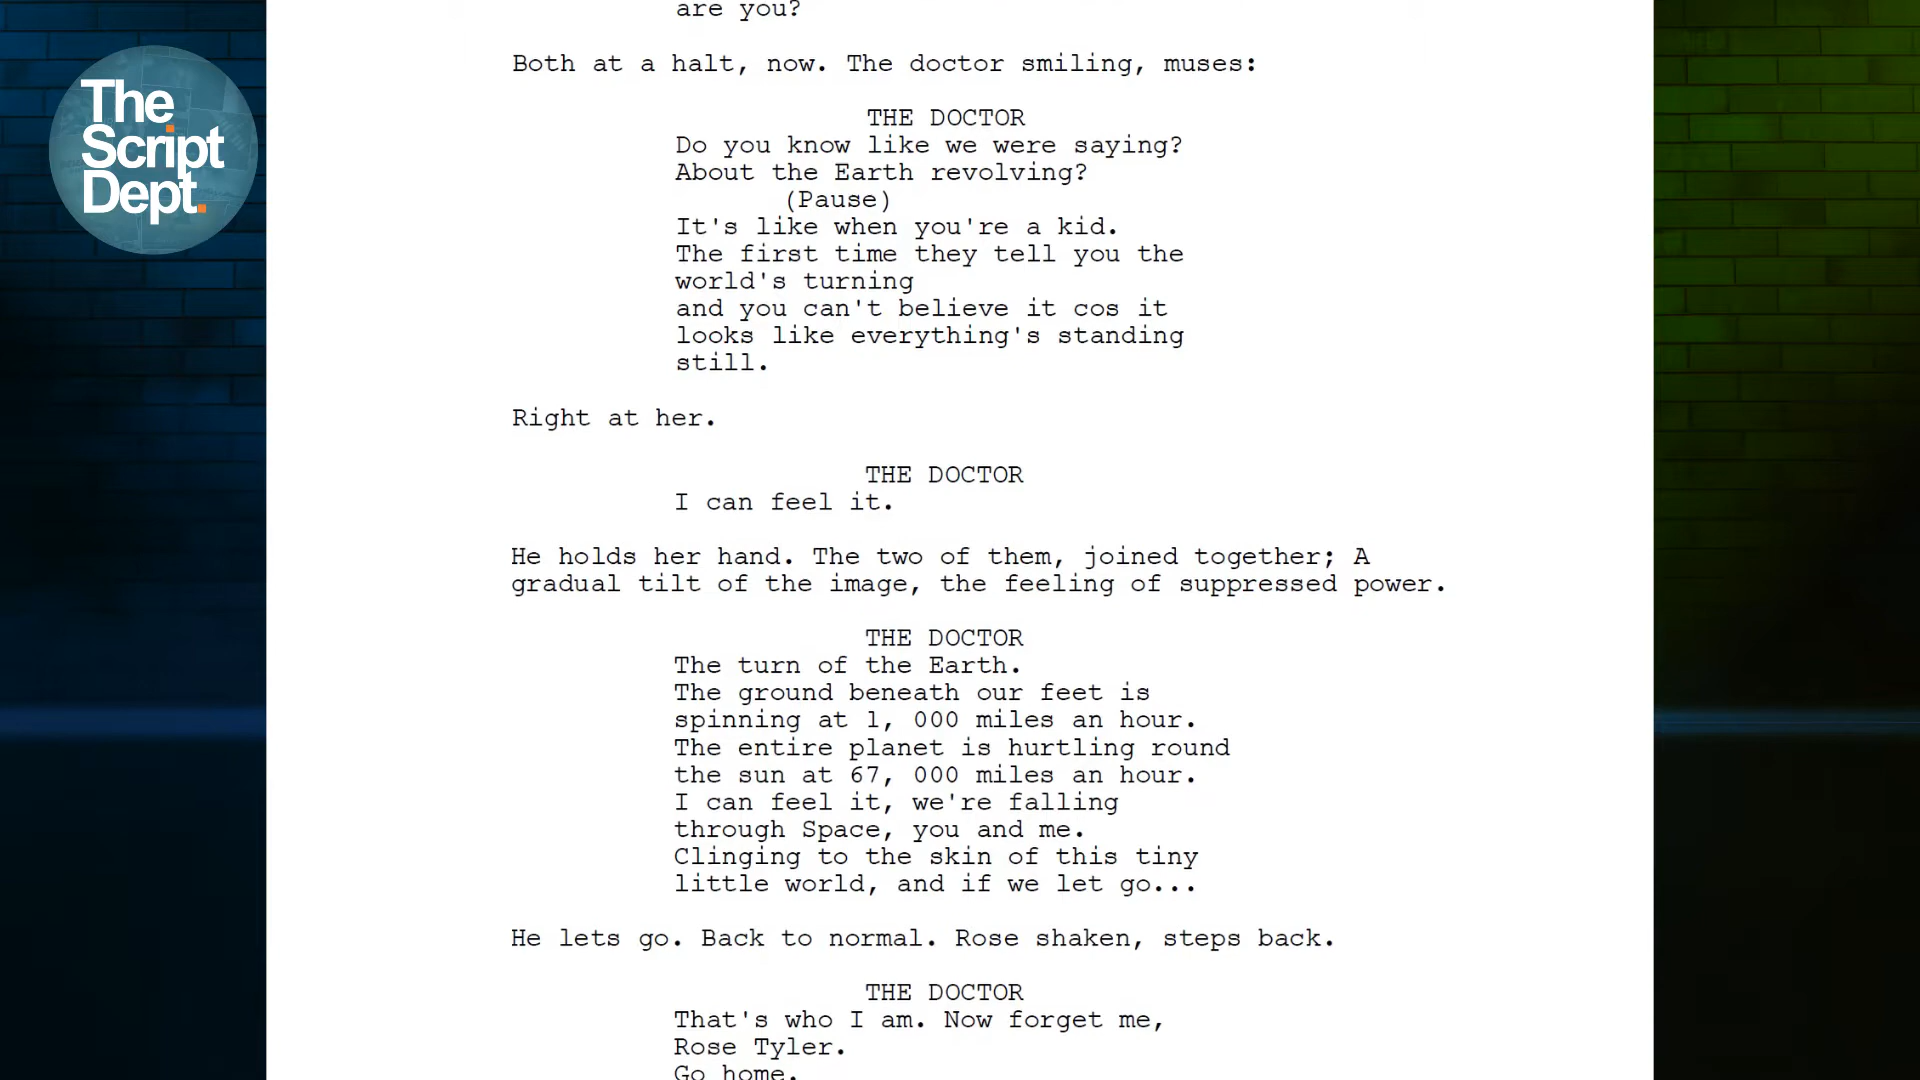 The
Script
Dept.
are you?
Both at a halt, now. The doctor smiling, muses:
THE DOCTOR
Do you know like we were saying?
About the Earth revolving?
(Pause)
It's like when you're a kid.
The first time they tell you the
world's turning
and you can't believe it cos it
looks like everything's standing
still.
Right at her.
THE DOCTOR
I can feel it.
He holds her hand. The two of them, joined together; A
gradual tilt of the image, the feeling of suppressed power.
THE DOCTOR
The turn of the Earth.
The ground beneath our feet is
spinning at 1, 000 miles an hour.
The entire planet is hurtling round
the sun at 67, 000 miles an hour.
I can feel it, we're falling
through Space, you and me.
Clinging to the skin of this tiny
little world, and if we let go...
He lets go. Back to normal. Rose shaken, steps back.
THE DOCTOR
That's who I am. Now forget me,
Rose Tyler.
Go home.